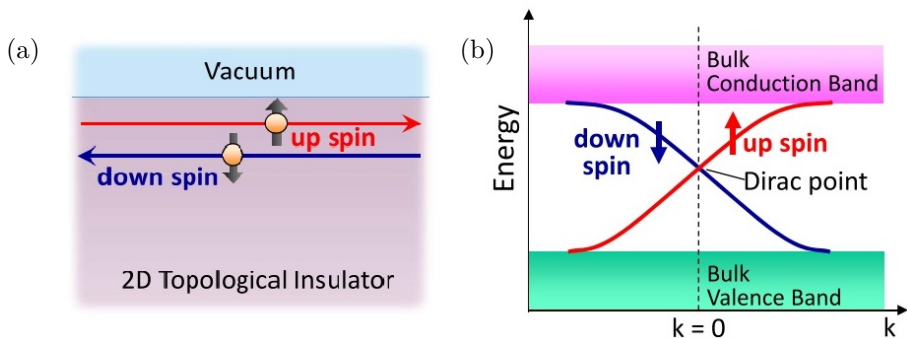 (a)
Vacuum
up spin
down spin
2D Topological Insulator
(b)
Energy
Bulk
Conduction Band
down
spin
up spin
Dirac point
Bulk
Valence Band
k = 0
k